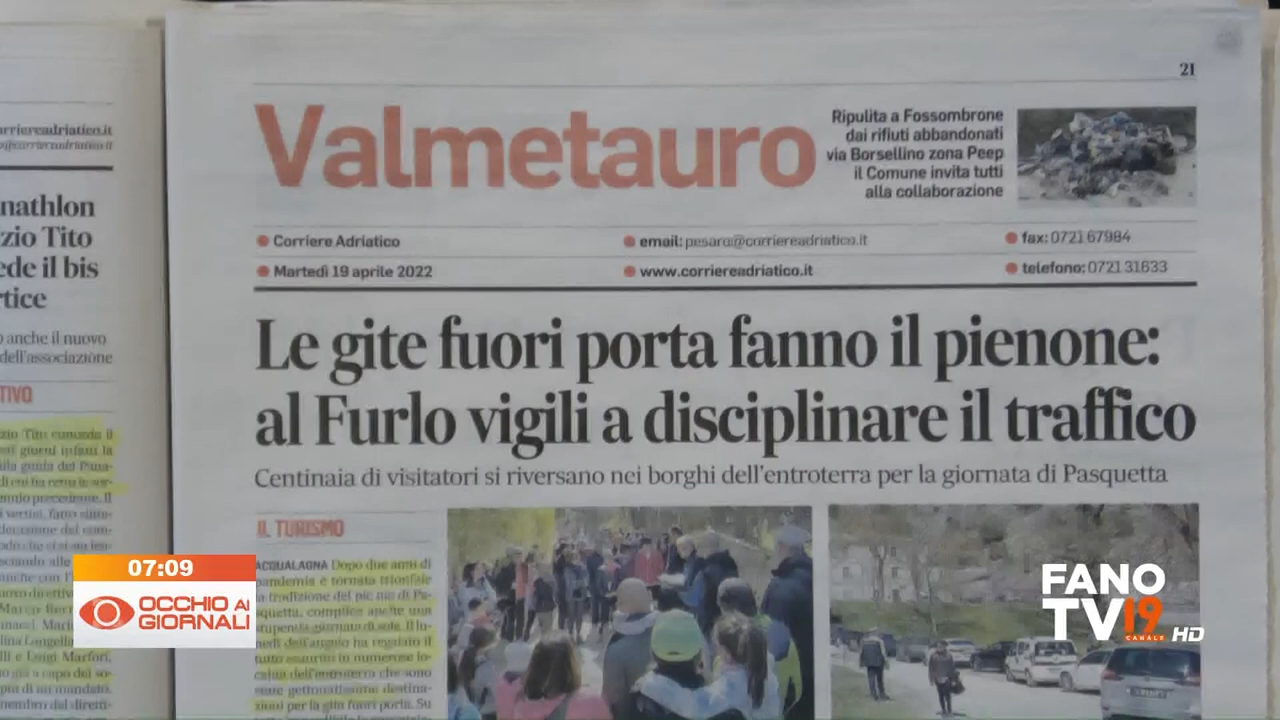 21
Valmetauro
Ripulita a Fossombrone
dai rifiuti abbandonati
via Borsellino zona Peep
il Comune invita tutti
alla collaborazione
Corriere Adriatico
email: pesaro@corriereadriatico.it
fax: 0721 67984
Martedì 19 aprile 2022
www.corriereadriatico.it
telefono: 0721 31633
Le gite fuori porta fanno il pienone:
al Furlo vigili a disciplinare il traffico
Centinaia di visitatori si riversano nei borghi dell'entroterra per la giornata di Pasquetta
IL TURISMO
ACQUALAGNA Dopo due anni di
pandemia è tornata trionfale
la tradizione del pic nic di Pa-
squetta, complice anche una
stupenda giornata di sole. Il lu-
nedì dell'angelo ha regalato il
tutto esaurito in numerose lo-
calità dell'entroterra che sono
state gettonatissime destina-
zioni per la gita fuori porta. Su
rriereadriatico.it
nathlon
zio Tito
ede il bis
rtice
o anche il nuovo
dell'associazione
TIVO
07:09
OCCHIO AI
GIORNALI
FANO
TV19
CANALE HD